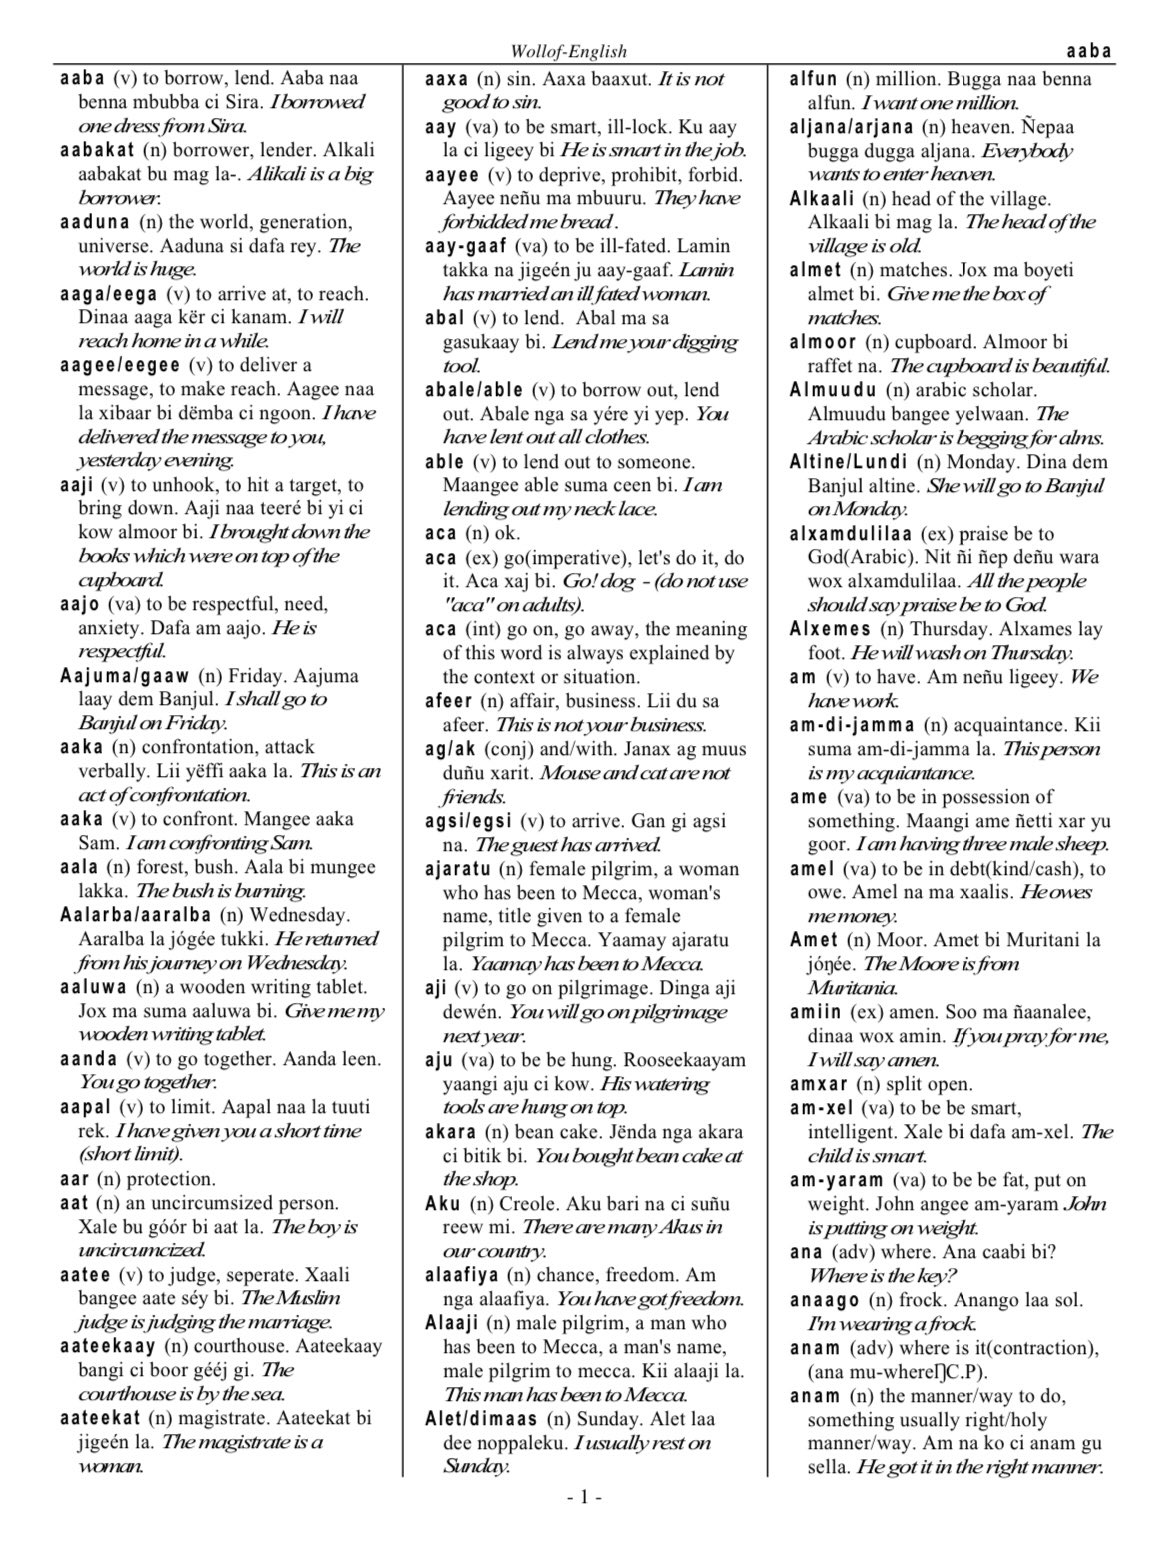 Wollof-English
aaba
aaba (v) to borrow, lend. Aaba naa
benna mbubba ci Sira. I borrowed
one dress from Sira.
aabakat (n) borrower, lender. Alkali
aabakat bu mag la-. Alikali is a big
borrower.
aaduna (n) the world, generation,
universe. Aaduna si dafa rey. The
world is huge.
aaga/eega (v) to arrive at, to reach.
Dinaa aaga kër ci kanam. I will
reach home in a while.
aagee/eegee (v) to deliver a
message, to make reach. Aagee naa
la xibaar bi dëmba ci ngoon. I have
delivered the message to you,
yesterday evening.
aaji (v) to unhook, to hit a target, to
bring down. Aaji naa teeré bi yi ci
kow almoor bi. I brought down the
books which were on top of the
cupboard.
aajo (va) to be respectful, need,
anxiety. Dafa am aajo. He is
respectful.
Aajuma/gaaw (n) Friday. Aajuma
laay dem Banjul. I shall go to
Banjul on Friday.
aaka (n) confrontation, attack
verbally. Lii yëffi aaka la. This is an
act of confrontation.
aaka (v) to confront. Mangee aaka
Sam. I am confronting Sam.
aala (n) forest, bush. Aala bi mungee
lakka. The bush is burning.
Aalarba/aaralba (n) Wednesday.
Aaralba la jógée tukki. He returned
from his journey on Wednesday.
aaluwa (n) a wooden writing tablet.
Jox ma suma aaluwa bi. Give me my
wooden writing tablet.
aanda (v) to go together. Aanda leen.
You go together.
aapal (v) to limit. Aapal naa la tuuti
rek. I have given you a short time
(short limit).
aar (n) protection.
aat (n) an uncircumsized person.
Xale bu góór bi aat la. The boy is
uncircumcized.
aatee (v) to judge, seperate. Xaali
bangee aate séy bi. The Muslim
judge is judging the marriage.
aateekaay (n) courthouse. Aateekaay
bangi ci boor gééj gi. The
courthouse is by the sea.
aateekat (n) magistrate. Aateekat bi
jigeén la. The magistrate is a
woman.
aaxa (n) sin. Aaxa baaxut. It is not
good to sin.
aay (va) to be smart, ill-lock. Ku aay
la ci ligeey bi He is smart in the job.
aayee (v) to deprive, prohibit, forbid.
Aayee neñu ma mbuuru. They have
forbidded me bread .
aay-gaaf (va) to be ill-fated. Lamin
takka na jigeén ju aay-gaaf. Lamin
has married an ill fated woman.
abal (v) to lend.  Abal ma sa
gasukaay bi. Lend me your digging
tool.
abale/able (v) to borrow out, lend
out. Abale nga sa yére yi yep. You
have lent out all clothes.
able (v) to lend out to someone.
Maangee able suma ceen bi. I am
lending out my neck lace.
aca (n) ok.
aca (ex) go(imperative), let's do it, do
it. Aca xaj bi. Go! dog - (do not use
"aca" on adults).
aca (int) go on, go away, the meaning
of this word is always explained by
the context or situation.
afeer (n) affair, business. Lii du sa
afeer. This is not your business.
ag/ak (conj) and/with. Janax ag muus
duñu xarit. Mouse and cat are not
friends.
agsi/egsi (v) to arrive. Gan gi agsi
na. The guest has arrived.
ajaratu (n) female pilgrim, a woman
who has been to Mecca, woman's
name, title given to a female
pilgrim to Mecca. Yaamay ajaratu
la. Yaamay has been to Mecca.
aji (v) to go on pilgrimage. Dinga aji
dewén. You will go on pilgrimage
next year.
aju (va) to be be hung. Rooseekaayam
yaangi aju ci kow. His watering
tools are hung on top.
akara (n) bean cake. Jënda nga akara
ci bitik bi. You bought bean cake at
the shop.
Aku (n) Creole. Aku bari na ci suñu
reew mi. There are many Akus in
our country.
alaafiya (n) chance, freedom. Am
nga alaafiya. You have got freedom.
Alaaji (n) male pilgrim, a man who
has been to Mecca, a man's name,
male pilgrim to mecca. Kii alaaji la.
This man has been to Mecca.
Alet/dimaas (n) Sunday. Alet laa
dee noppaleku. I usually rest on
Sunday.
alfun (n) million. Bugga naa benna
alfun. I want one million.
aljana/arjana (n) heaven. Ñepaa
bugga dugga aljana. Everybody
wants to enter heaven.
Alkaali (n) head of the village.
Alkaali bi mag la. The head of the
village is old.
almet (n) matches. Jox ma boyeti
almet bi. Give me the box of
matches.
almoor (n) cupboard. Almoor bi
raffet na. The cupboard is beautiful.
Almuudu (n) arabic scholar.
Almuudu bangee yelwaan. The
Arabic scholar is begging for alms.
Altine/Lundi (n) Monday. Dina dem
Banjul altine. She will go to Banjul
on Monday.
alxamdulilaa (ex) praise be to
God(Arabic). Nit ñi ñep deñu wara
wox alxamdulilaa. All the people
should say praise be to God.
Alxemes (n) Thursday. Alxames lay
foot. He will wash on Thursday.
am (v) to have. Am neñu ligeey. We
have work.
am-di-jamma (n) acquaintance. Kii
suma am-di-jamma la. This person
is my acquiantance.
ame (va) to be in possession of
something. Maangi ame ñetti xar yu
goor. I am having three male sheep.
amel (va) to be in debt(kind/cash), to
owe. Amel na ma xaalis. He owes
me money.
Amet (n) Moor. Amet bi Muritani la
jóŋée. The Moore is from
Muritania.
amiin (ex) amen. Soo ma ñaanalee,
dinaa wox amin. If you pray for me,
I will say amen.
amxar (n) split open.
am-xel (va) to be be smart,
intelligent. Xale bi dafa am-xel. The
child is smart.
am-yaram (va) to be be fat, put on
weight. John angee am-yaram John
is putting on weight.
ana (adv) where. Ana caabi bi?
Where is the key?
anaago (n) frock. Anango laa sol.
I'm wearing a frock.
anam (adv) where is it(contraction),
(ana mu-whereŊC.P).
anam (n) the manner/way to do,
something usually right/holy
manner/way. Am na ko ci anam gu
sella. He got it in the right manner.
- 1 -